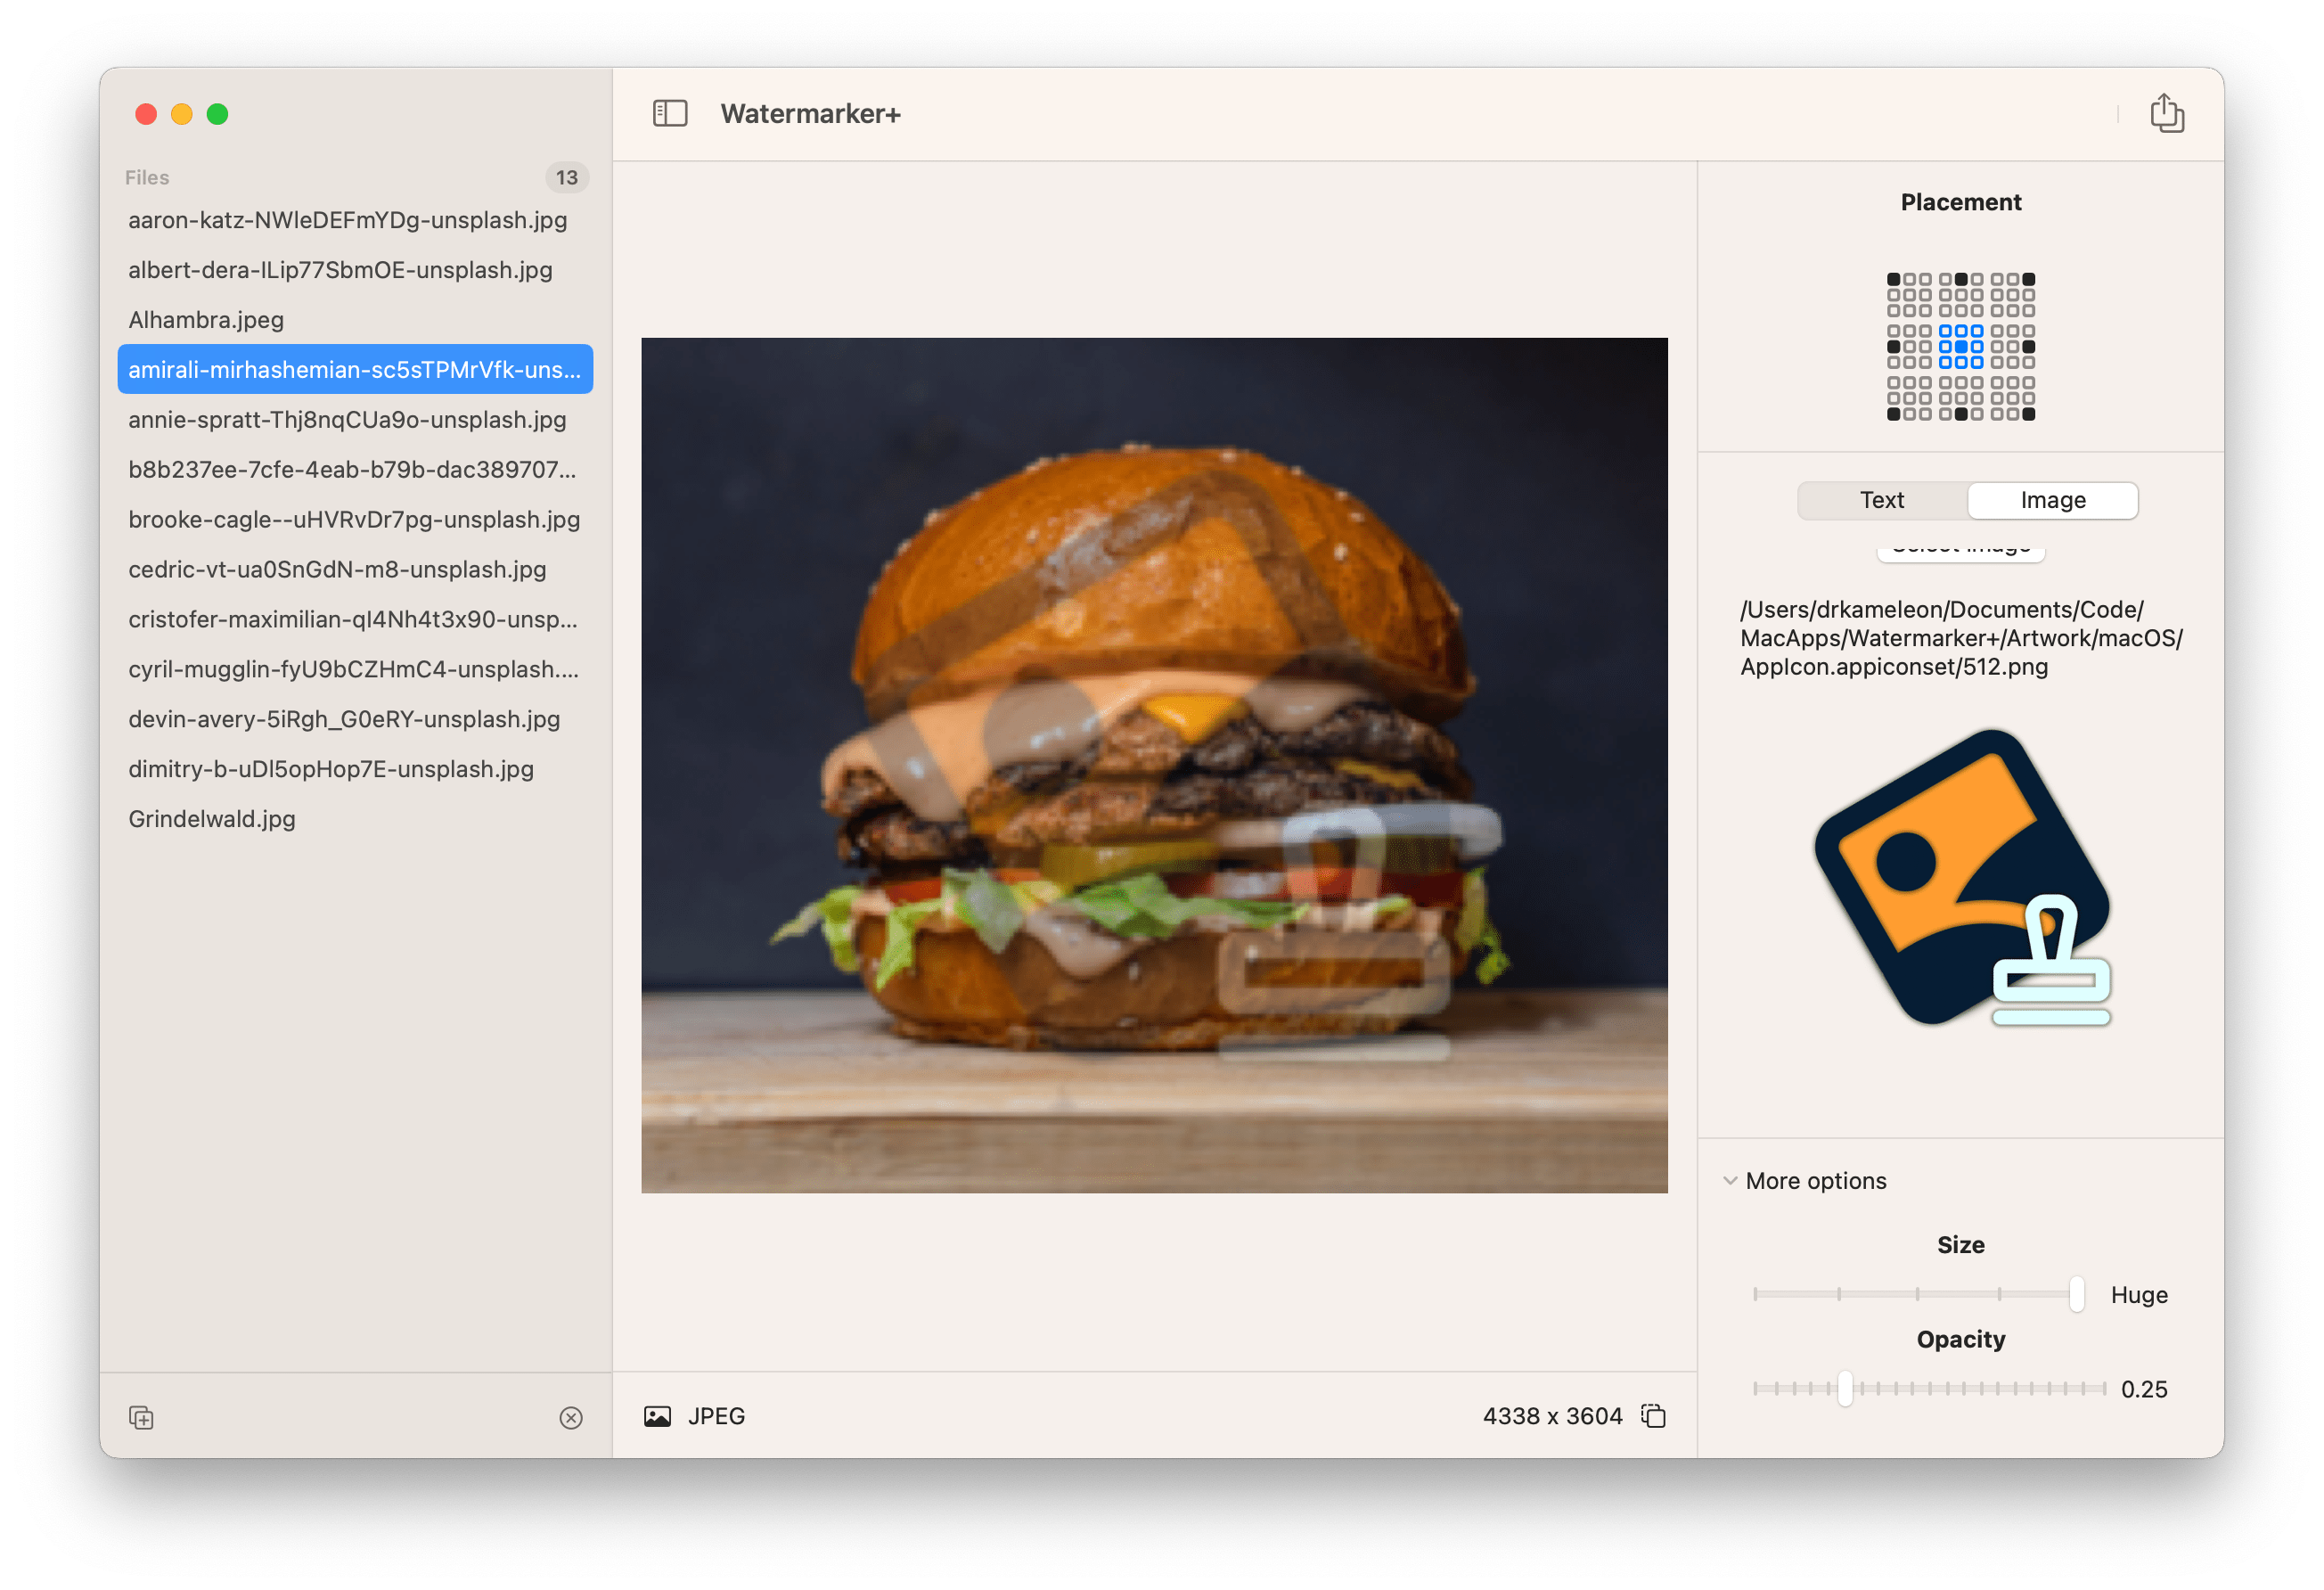 Watermarker+
Files
13
aaron-katz-NWleDEFmYDg-unsplash.jpg
albert-dera-ILip77SbmOE-unsplash.jpg
Alhambra.jpeg
amirali-mirhashemian-sc5sTPMrVfk-uns...
annie-spratt-Thj8nqCUa9o-unsplash.jpg
b8b237ee-7cfe-4eab-b79b-dac389707...
brooke-cagle--uHVRvDr7pg-unsplash.jpg
cedric-vt-ua0SnGdN-m8-unsplash.jpg
cristofer-maximilian-qI4Nh4t3x90-unsp...
cyril-mugglin-fyU9bCZHmC4-unsplash....
devin-avery-5iRgh_G0eRY-unsplash.jpg
dimitry-b-uDl5opHop7E-unsplash.jpg
Grindelwald.jpg
JPEG
4338 x 3604
Placement
Text
Image
Select image
/Users/drkameleon/Documents/Code/
MacApps/Watermarker+/Artwork/macOS/
AppIcon.appiconset/512.png
More options
Size
Huge
Opacity
0.25